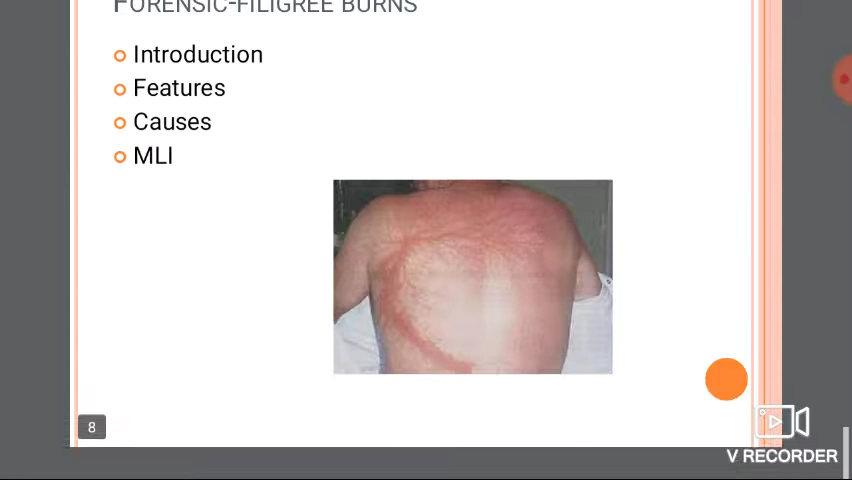 FORENSIC-FILIGREE BURNS
Introduction
Features
Causes
MLI
8
V RECORDER